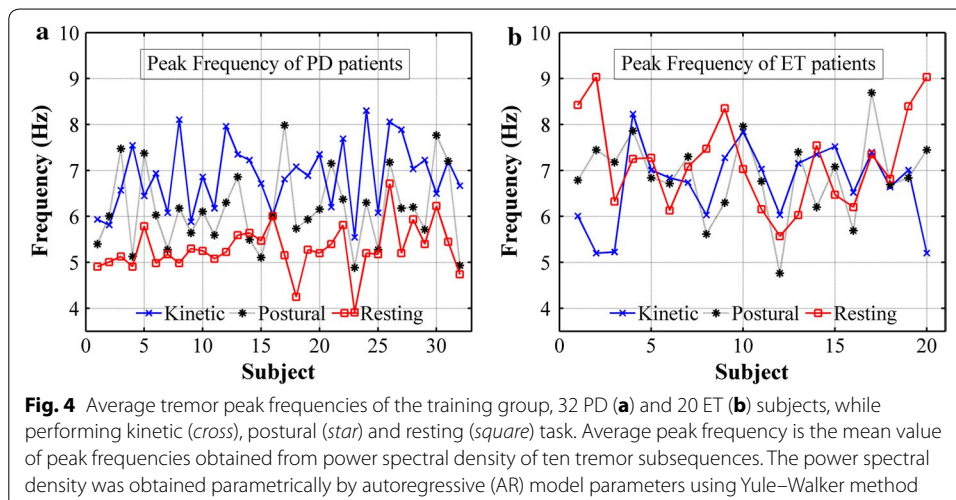 a
Peak Frequency of PD patients
10
9
8
7
6
5
4
Frequency (Hz)
Kinetic Postural Resting
0 5 10 15 20 25 30
Subject
b
Peak Frequency of ET patients
10
9
8
7
6
5
4
Frequency (Hz)
Kinetic Postural Resting
0 5 10 15 20
Subject
Fig. 4 Average tremor peak frequencies of the training group, 32 PD (a) and 20 ET (b) subjects, while
performing kinetic (cross), postural (star) and resting (square) task. Average peak frequency is the mean value
of peak frequencies obtained from power spectral density of ten tremor subsequences. The power spectral
density was obtained parametrically by autoregressive (AR) model parameters using Yule–Walker method